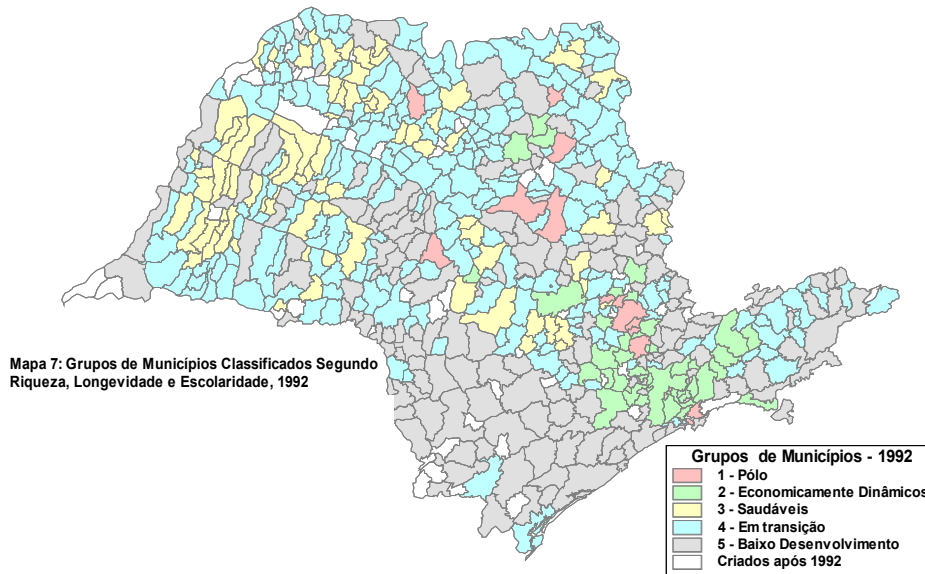 Mapa 7: Grupos de Municípios Classificados Segundo
Riqueza, Longevidade e Escolaridade, 1992
Grupos de Municípios - 1992
1 - Pólo
2 - Economicamente Dinâmicos
3 - Saudáveis
4 - Em transição
5 - Baixo Desenvolvimento
Criados após 1992